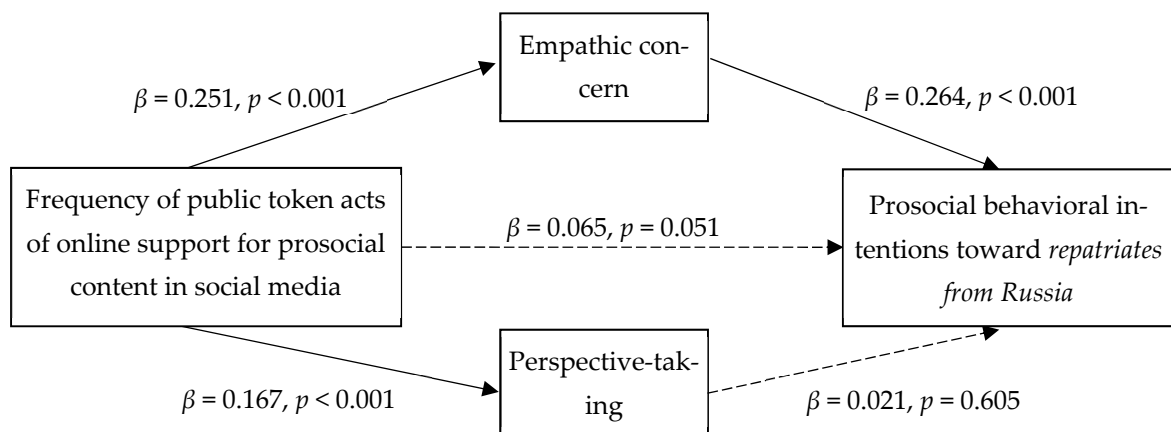 Empathic con-
cern
β = 0.251, p < 0.001
β = 0.264, p < 0.001
Frequency of public token acts
of online support for prosocial
content in social media
β = 0.065, p = 0.051
Prosocial behavioral in-
tentions toward repatriates
from Russia
Perspective-tak-
ing
β = 0.167, p < 0.001
β = 0.021, p = 0.605